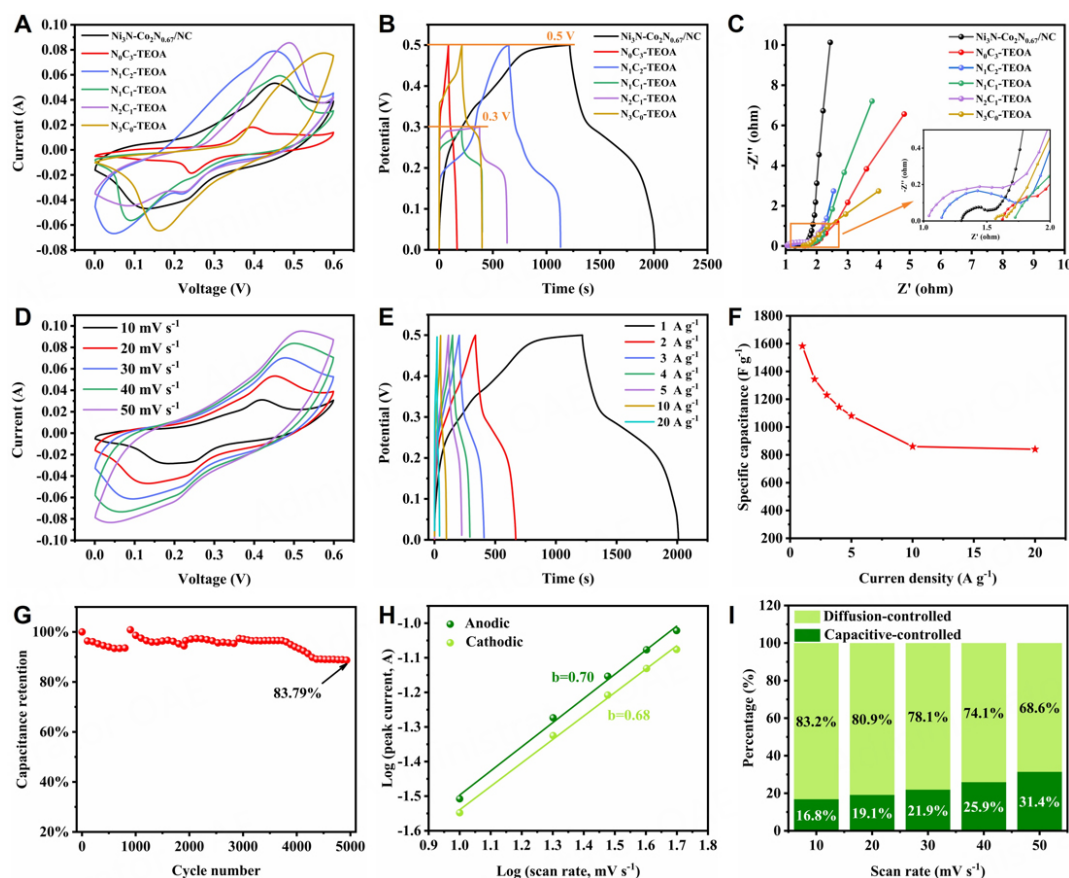 A
Ni₃N-Co₂N₀.₆₇/NC
N₀C₃-TEOA
N₁C₂-TEOA
N₁C₁-TEOA
N₂C₁-TEOA
N₃C₀-TEOA
Current (A)
0.08
0.06
0.04
0.02
0.00
-0.02
-0.04
-0.06
-0.08
0.0 0.1 0.2 0.3 0.4 0.5 0.6
Voltage (V)
B
0.5 V
0.3 V
Ni₃N-Co₂N₀.₆₇/NC
N₀C₃-TEOA
N₁C₂-TEOA
N₁C₁-TEOA
N₂C₁-TEOA
N₃C₀-TEOA
Potential (V)
0.5
0.4
0.3
0.2
0.1
0.0
0 500 1000 1500 2000 2500
Time (s)
C
Ni₃N-Co₂N₀.₆₇/NC
N₀C₃-TEOA
N₁C₂-TEOA
N₁C₁-TEOA
N₂C₁-TEOA
N₃C₀-TEOA
-Z'' (ohm)
10
8
6
4
2
0
1 2 3 4 5 6 7 8 9 10
Z' (ohm)
-Z'' (ohm)
0.4
0.2
0.0
1.0 1.5 2.0
Z' (ohm)
D
10 mV s⁻¹
20 mV s⁻¹
30 mV s⁻¹
40 mV s⁻¹
50 mV s⁻¹
Current (A)
0.10
0.08
0.06
0.04
0.02
0.00
-0.02
-0.04
-0.06
-0.08
-0.10
0.0 0.1 0.2 0.3 0.4 0.5 0.6
Voltage (V)
E
1 A g⁻¹
2 A g⁻¹
3 A g⁻¹
4 A g⁻¹
5 A g⁻¹
10 A g⁻¹
20 A g⁻¹
Potential (V)
0.5
0.4
0.3
0.2
0.1
0.0
0 500 1000 1500 2000
Time (s)
F
Specific capacitance (F g⁻¹)
1800
1600
1400
1200
1000
800
600
400
200
0 5 10 15 20
Curren density (A g⁻¹)
G
Capacitance retention
100%
80%
60%
40%
20%
83.79%
0 1000 2000 3000 4000 5000
Cycle number
H
Anodic
Cathodic
b=0.70
b=0.68
Log (peak current, A)
-1.0
-1.1
-1.2
-1.3
-1.4
-1.5
-1.6
0.9 1.0 1.1 1.2 1.3 1.4 1.5 1.6 1.7 1.8
Log (scan rate, mV s⁻¹)
I
Diffusion-controlled
Capacitive-controlled
Percentage (%)
120
100
80
60
40
20
0
83.2% 80.9% 78.1% 74.1% 68.6%
16.8% 19.1% 21.9% 25.9% 31.4%
10 20 30 40 50
Scan rate (mV s⁻¹)